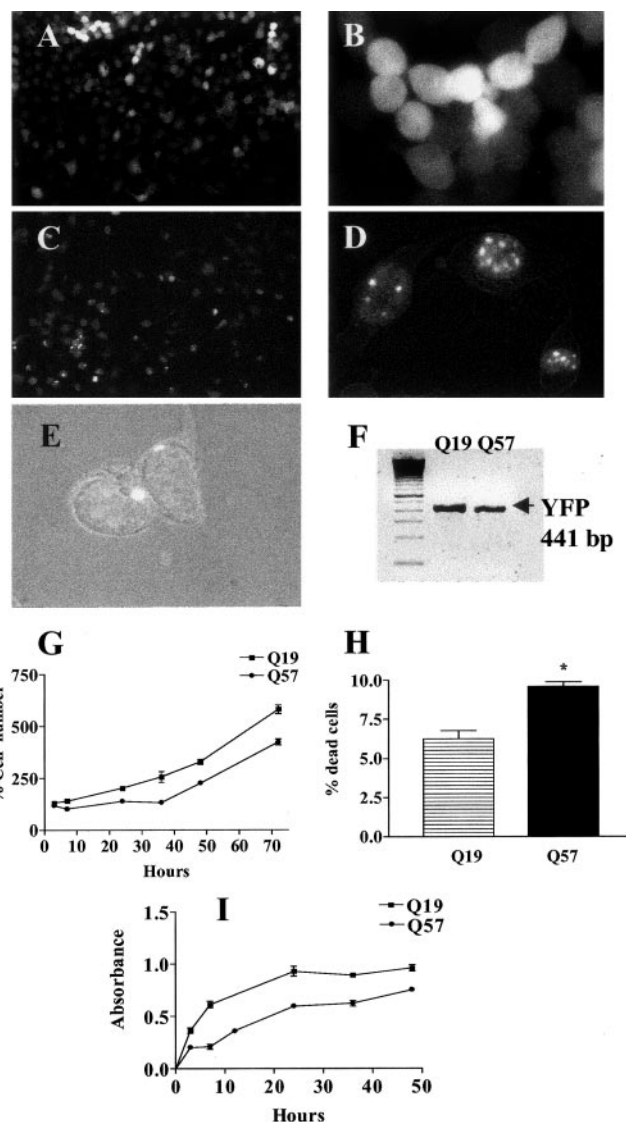 A
B
C
D
E
F
Q19 Q57
YFP
441 bp
G
Q19
Q57
750
500
250
0
% Cell number
0 10 20 30 40 50 60 70
Hours
H
*
10.0
7.5
5.0
2.5
0.0
% dead cells
Q19 Q57
I
Q19
Q57
1.5
1.0
0.5
0.0
Absorbance
0 10 20 30 40 50
Hours